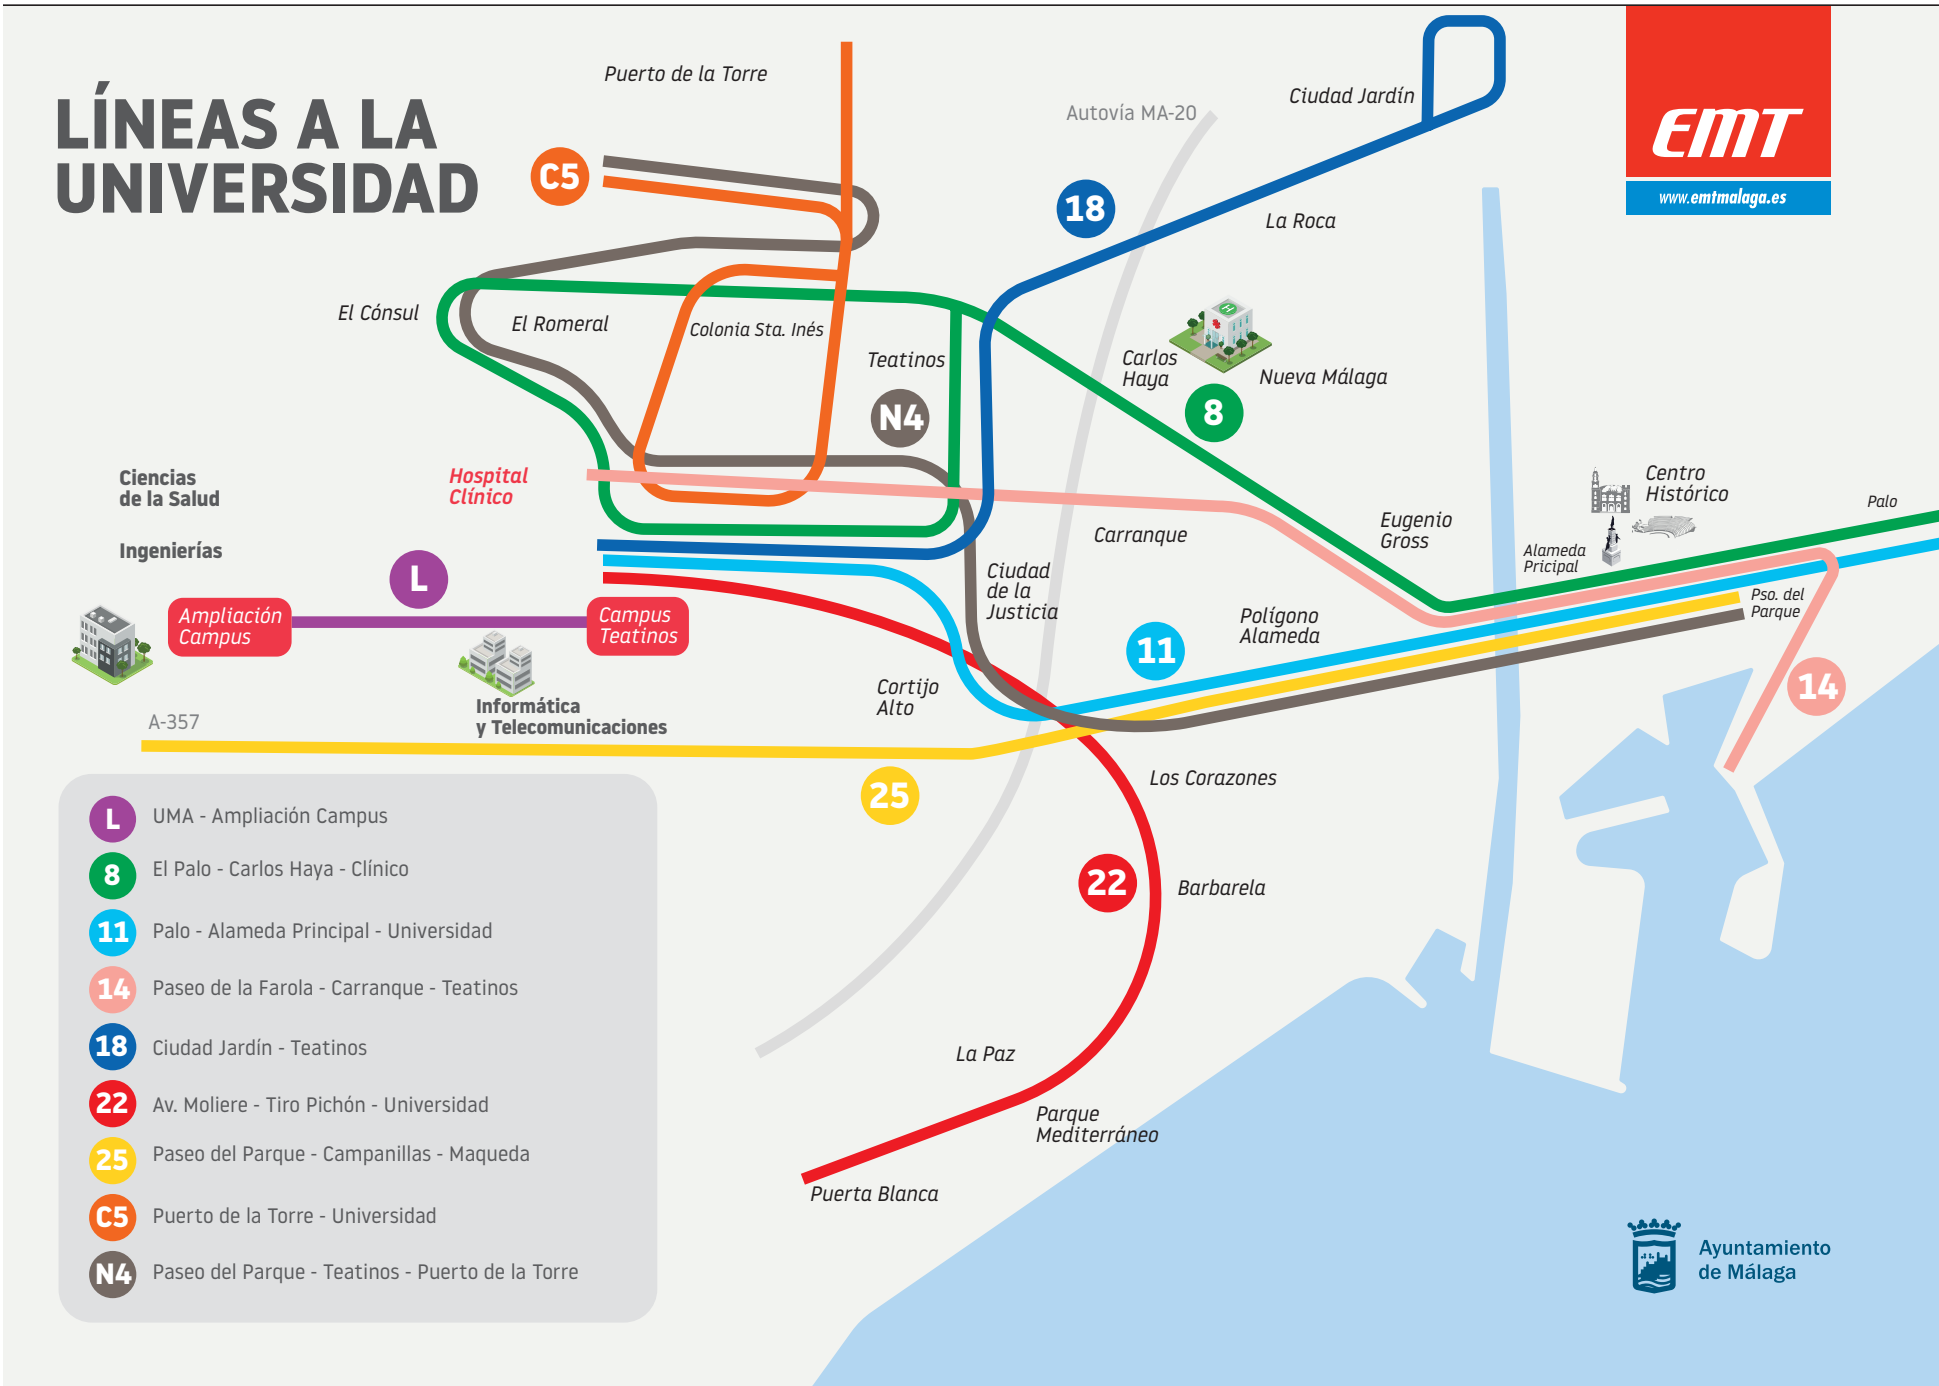 LÍNEAS A LA
UNIVERSIDAD
Puerto de la Torre
C5
Autovía MA-20
Ciudad Jardín
EMT
www.emtmalaga.es
18
La Roca
El Cónsul
El Romeral
Colonia Sta. Inés
Teatinos
N4
Carlos
Haya
H
Nueva Málaga
8
Ciencias
de la Salud
Hospital
Clínico
Ingenierías
L
Ampliación
Campus
Campus
Teatinos
Informática
y Telecomunicaciones
A-357
Carranque
Eugenio
Gross
Centro
Histórico
Palo
Alameda
Pricipal
Pso. del
Parque
Ciudad
de la
Justicia
Polígono
Alameda
11
14
Cortijo
Alto
25
Los Corazones
22
Barbarela
La Paz
Parque
Mediterráneo
Puerta Blanca
L UMA - Ampliación Campus
8 El Palo - Carlos Haya - Clínico
11 Palo - Alameda Principal - Universidad
14 Paseo de la Farola - Carranque - Teatinos
18 Ciudad Jardín - Teatinos
22 Av. Moliere - Tiro Pichón - Universidad
25 Paseo del Parque - Campanillas - Maqueda
C5 Puerto de la Torre - Universidad
N4 Paseo del Parque - Teatinos - Puerto de la Torre
Ayuntamiento
de Málaga